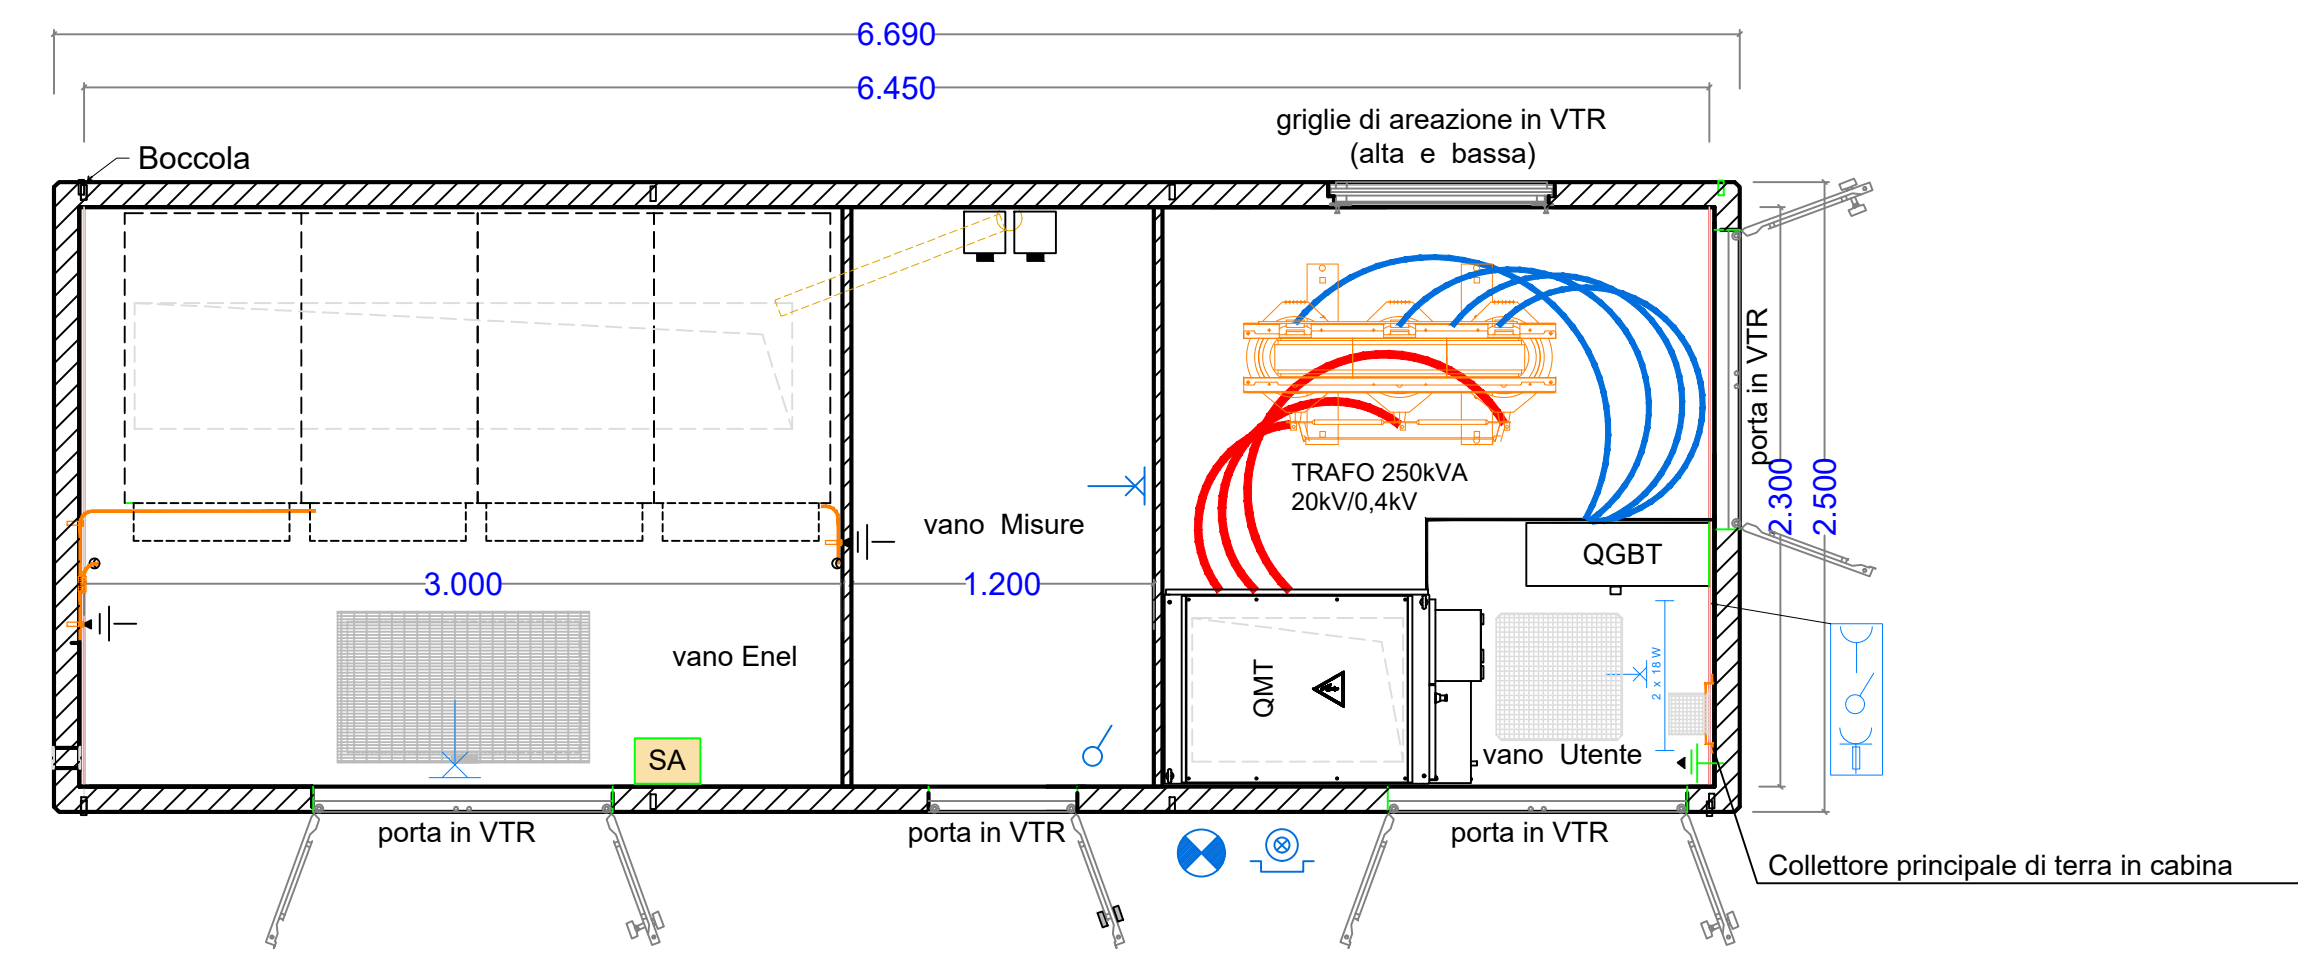 6.690
6.450
griglie di areazione in VTR
(alta e bassa)
Boccola
porta in VTR
2.300
2.500
TRAFO 250kVA
20kV/0,4kV
vano Misure
QGBT
3.000
1.200
vano Enel
QMT
2 x 18W
SA
vano Utente
porta in VTR
porta in VTR
porta in VTR
Collettore principale di terra in cabina